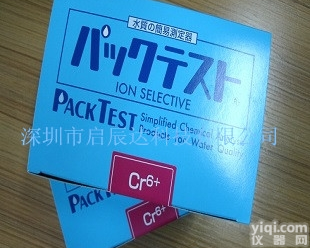 水質の簡易測定器
パックテスト
ION SELECTIVE
PACKTEST
Simplified Chemical
Products for Water Quality
深圳市启辰达科技有限公司
Cr6+
PACKTEST
Cr6+
yiqi.com
仪器网